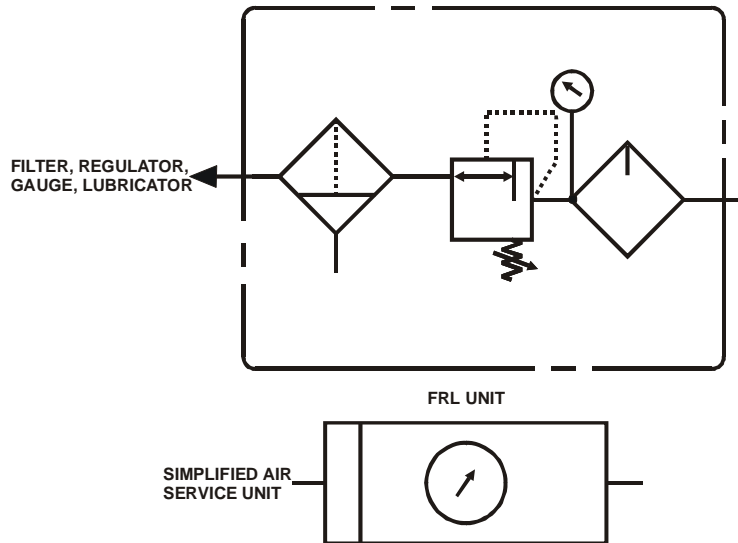 FILTER, REGULATOR,
GAUGE, LUBRICATOR
FRL UNIT
SIMPLIFIED AIR
SERVICE UNIT